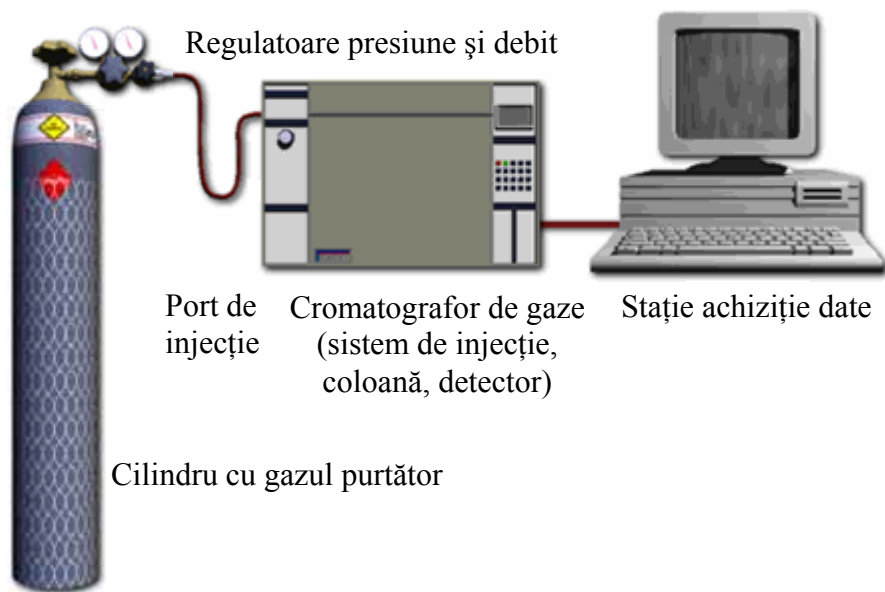 Regulatoare presiune şi debit
Port de
injecție
Cromatografor de gaze
(sistem de injecție,
coloană, detector)
Stație achiziție date
Cilindru cu gazul purtător